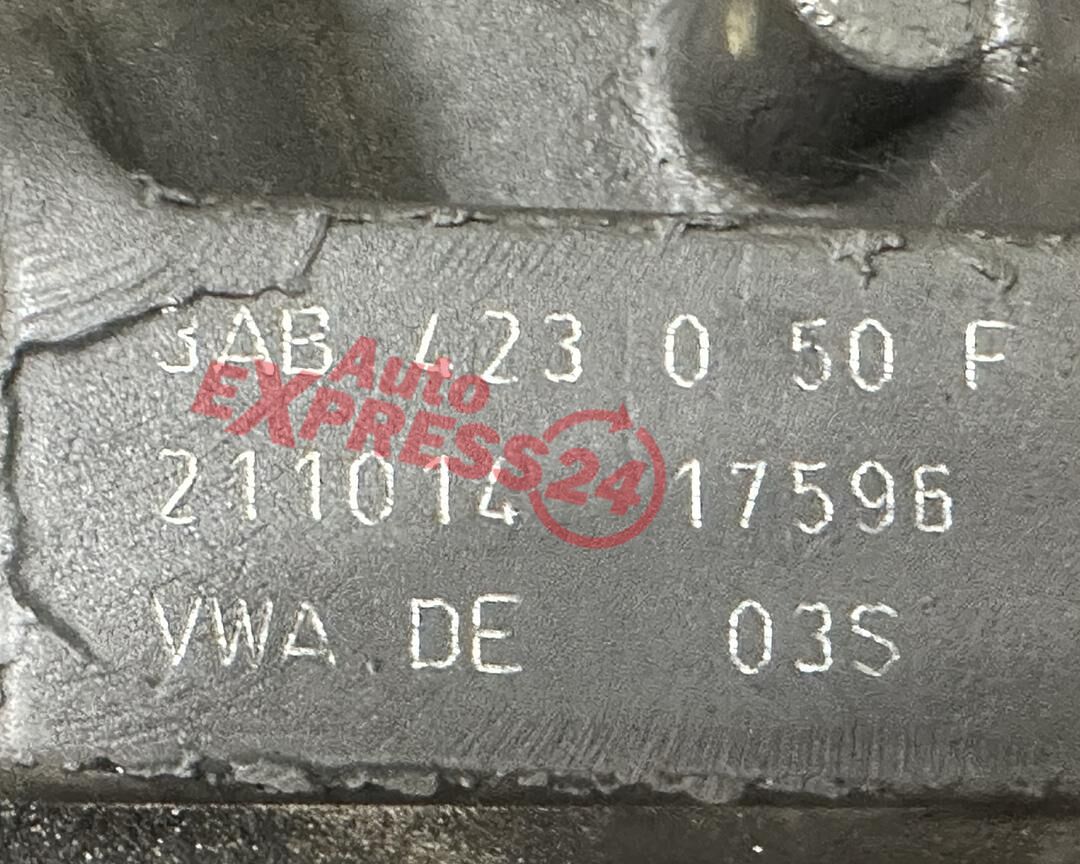 3AB 423 0 50 F
Auto
EXPRESS24
211014 17596
VWA DE 03S